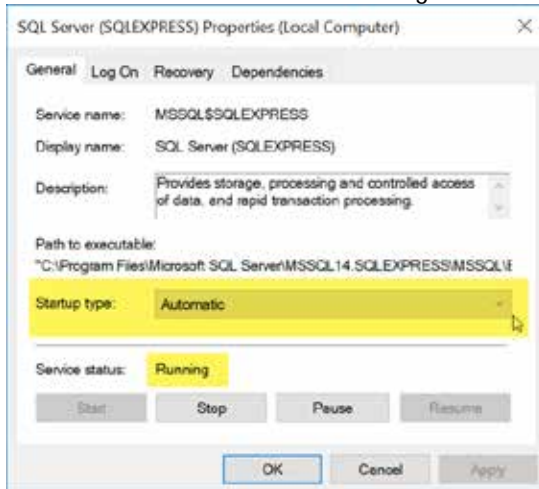 SQL Server (SQLEXPRESS) Properties (Local Computer)
General Log On Recovery Dependencies
Service name: MSSQL$SQLEXPRESS
Display name: SQL Server (SQLEXPRESS)
Description: Provides storage, processing and controlled access
of data, and rapid transaction processing.
Path to executable:
"C:\Program Files\Microsoft SQL Server\MSSQL14.SQLEXPRESS\MSSQL\
Startup type: Automatic
Service status: Running
Start Stop Pause Resume
OK Cancel Apply